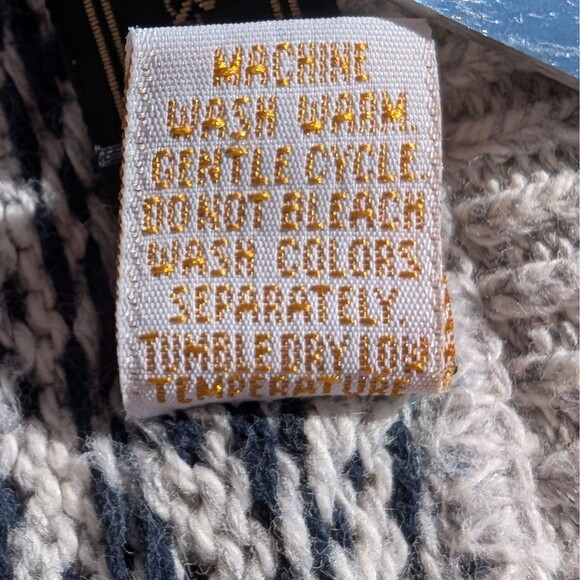 MACHINE
WASH WARM.
GENTLE CYCLE.
DO NOT BLEACH
WASH COLORS
SEPARATELY.
TUMBLE DRY LOW
TEMPERATURE